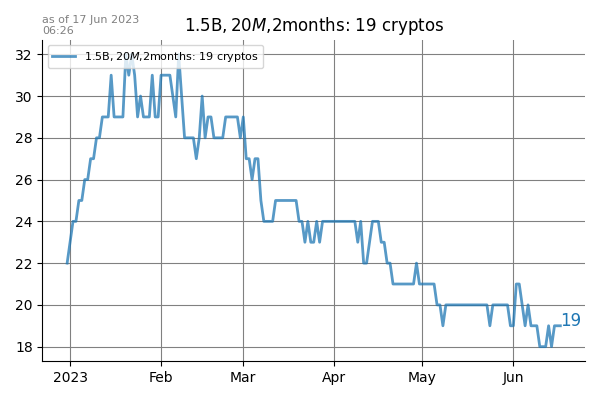 as of 17 Jun 2023
06:26
1.5B, 20M,2months: 19 cryptos
1.5B, 20M,2months: 19 cryptos
32
30
28
26
24
22
20
18
19
2023 Feb Mar Apr May Jun